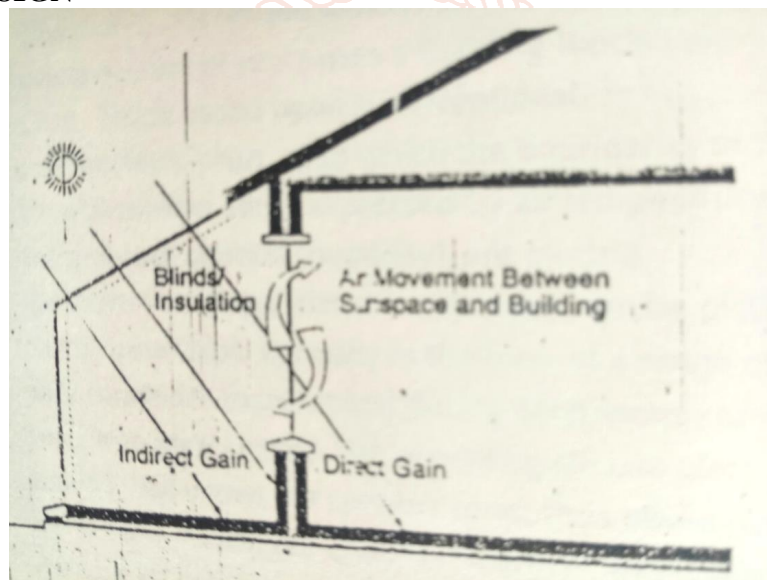 Blinds/
Insulation
Air Movement Between
Sunspace and Building
Indirect Gain
Direct Gain